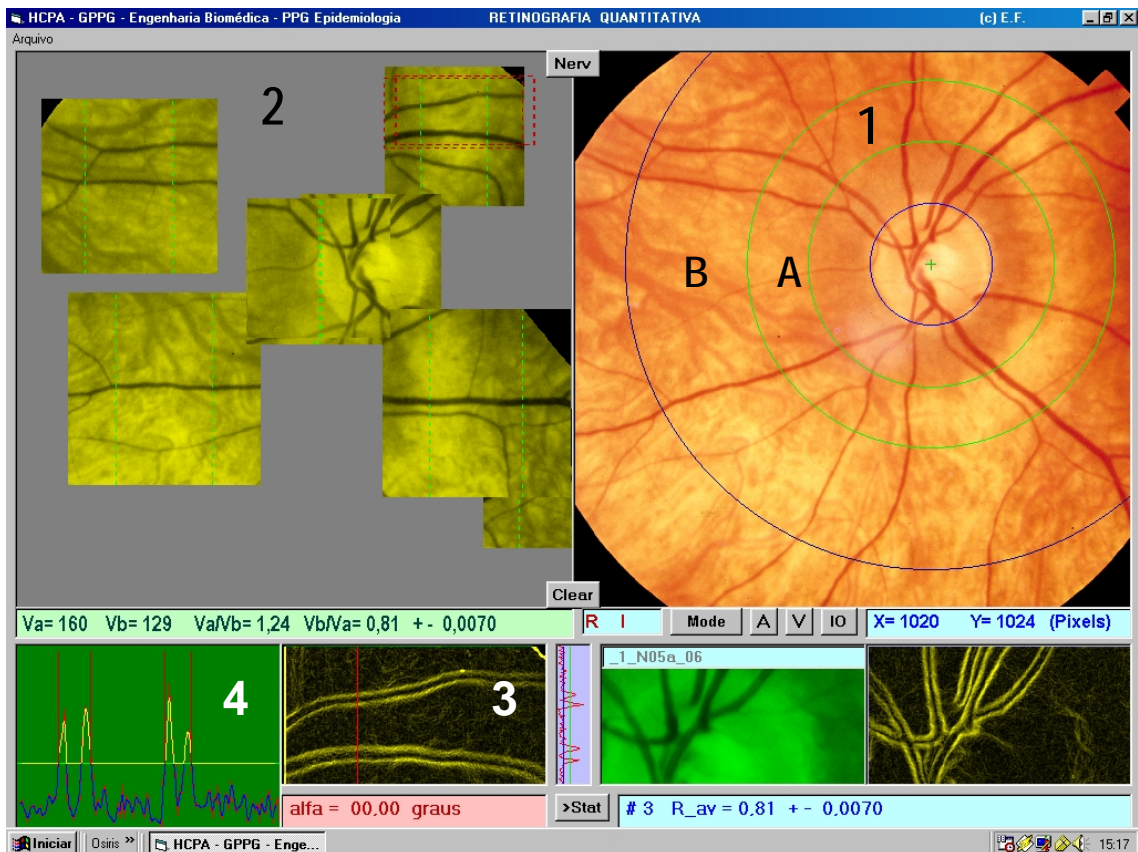 HCPA - GPPG - Engenharia Biomédica - PPG Epidemiologia RETINOGRAFIA QUANTITATIVA (c) E.F.
Arquivo
Nerv
2
1
B A
Clear
Va= 160 Vb= 129 Va/Vb= 1,24 Vb/Va= 0,81 + - 0,0070
R I
Mode A V IO
X= 1020 Y= 1024 (Pixels)
_1_N05a_06
4
3
alfa = 00,00 graus
>Stat
# 3 R_av = 0,81 + - 0,0070
Iniciar Osiris » HCPA - GPPG - Enge... 15:17